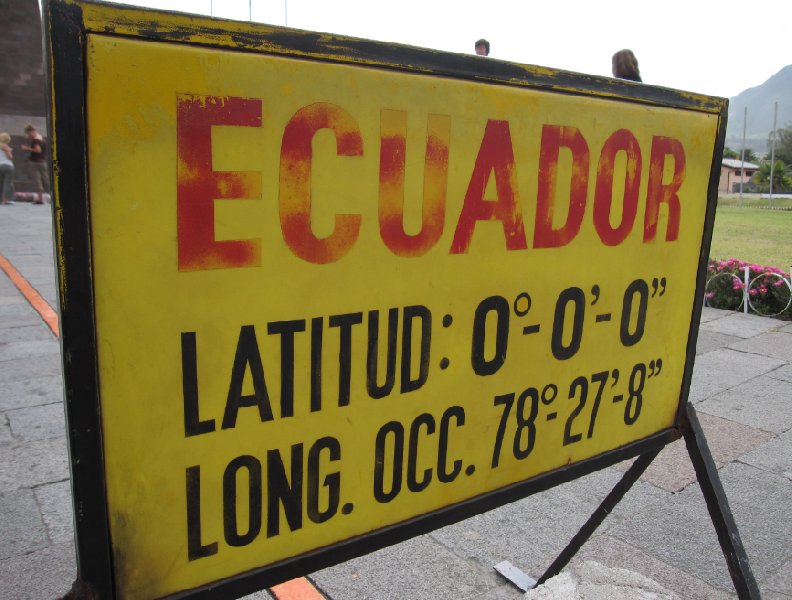 ECUADOR
LATITUD: 0°-0'-0"
LONG. OCC. 78°-27'-8"